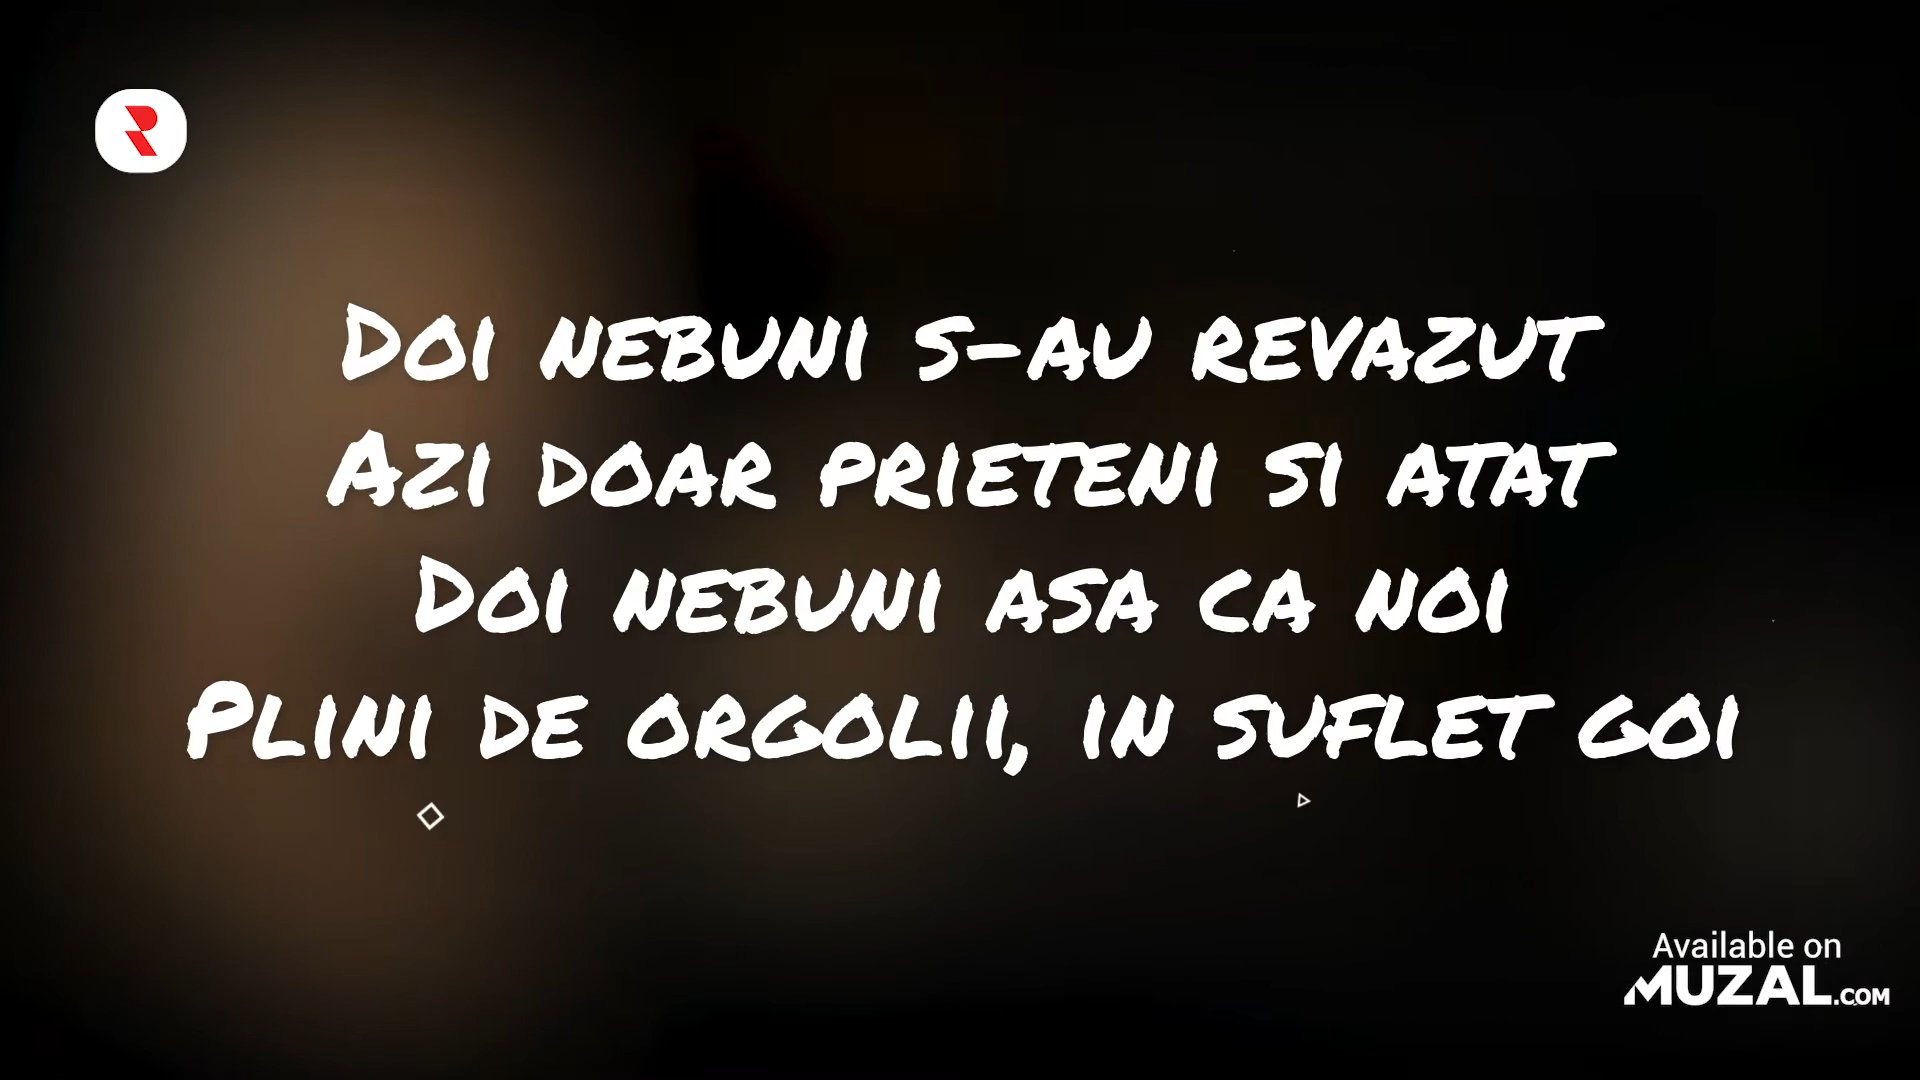 Doi nebuni s-au revazut
Azi doar prieteni si atat
Doi nebuni asa ca noi
Plini de orgolii, in suflet goi
Available on
MUZAL.COM